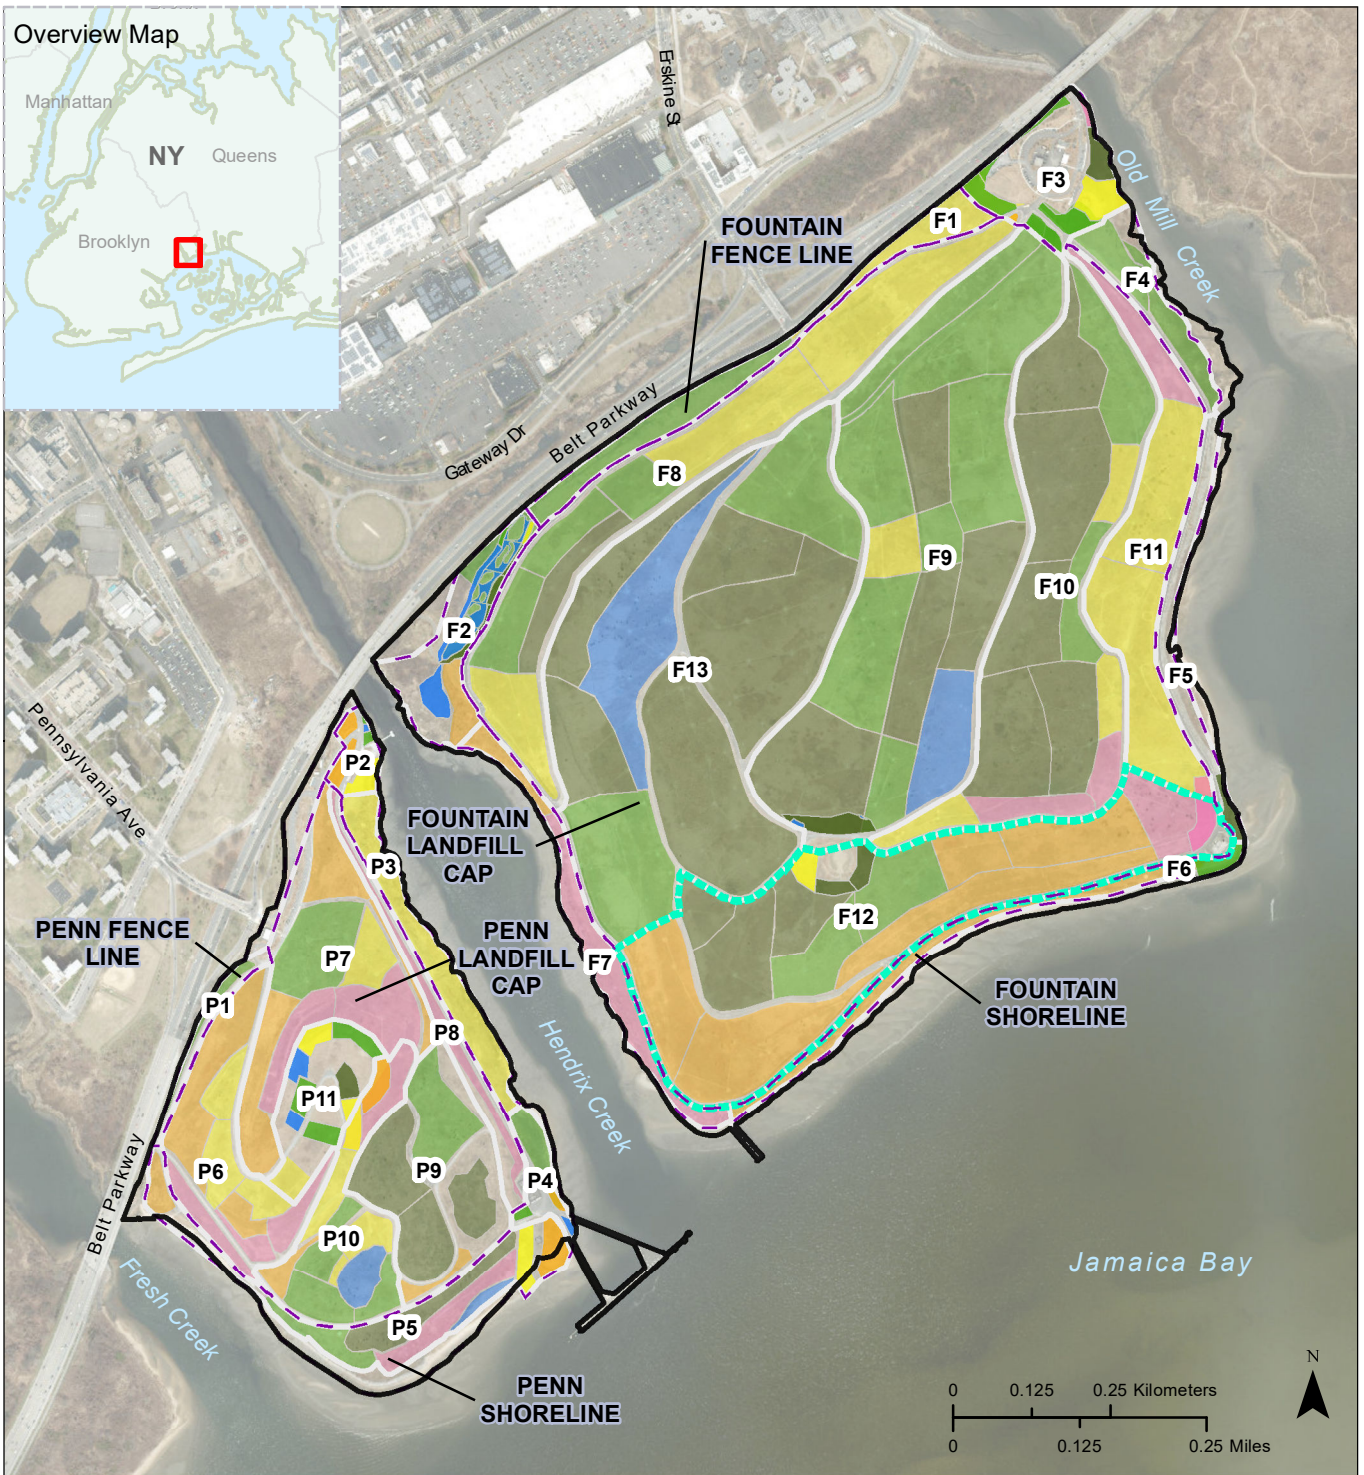 Overview Map
Manhattan
NY
Queens
Brooklyn
Erskine St
Old Mill Creek
F3
F1
FOUNTAIN
FENCE LINE
F4
Belt Parkway
Gateway Dr
F8
F9
F11
F10
F2
F13
F5
Pennsylvania Ave
P2
FOUNTAIN
LANDFILL
CAP
P3
F6
F12
PENN FENCE
LINE
P7
PENN
LANDFILL
CAP
F7
P1
FOUNTAIN
SHORELINE
P8
Hendrix Creek
P11
P6
P9
P4
Belt Parkway
P10
Jamaica Bay
Fresh Creek
P5
PENN
SHORELINE
N
0 0.125 0.25 Kilometers
0 0.125 0.25 Miles